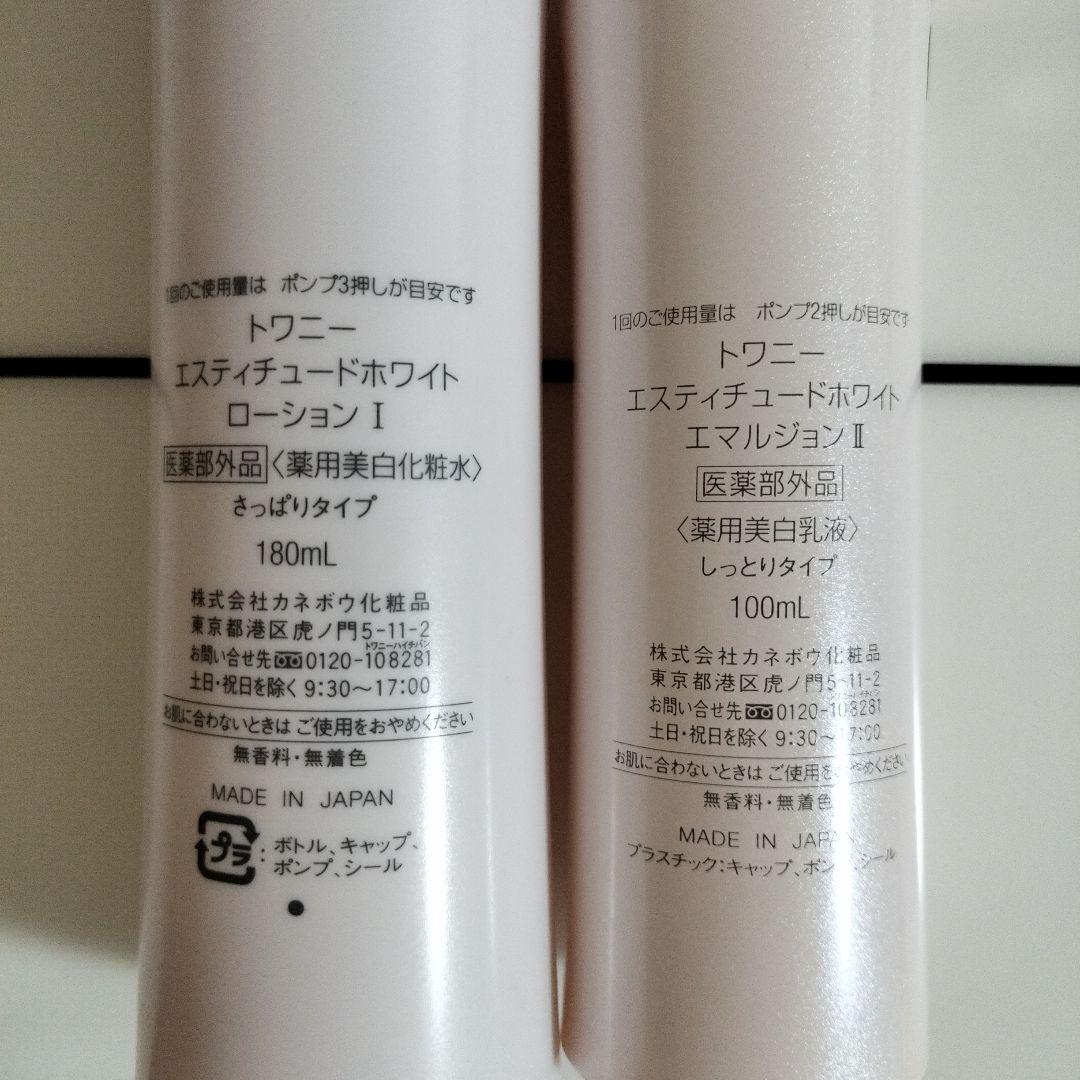 1回のご使用量は ポンプ3押しが目安です
トワニー
エスティチュードホワイト
ローション Ⅰ
医薬部外品〈薬用美白化粧水〉
さっぱりタイプ
180mL
株式会社カネボウ化粧品
東京都港区虎ノ門5-11-2
トワニーハイチバン
お問い合せ先 0120-108281
土日・祝日を除く 9:30～17:00
お肌に合わないときは ご使用をおやめください
無香料・無着色
MADE IN JAPAN
プラ:ボトル、キャップ、
ポンプ、シール
1回のご使用量は ポンプ2押しが目安です
トワニー
エスティチュードホワイト
エマルジョンⅡ
医薬部外品
〈薬用美白乳液〉
しっとりタイプ
100mL
株式会社カネボウ化粧品
東京都港区虎ノ門5-11-2
お問い合せ先 0120-108281
土日・祝日を除く 9:30～17:00
お肌に合わないときは ご使用をおやめください
無香料・無着色
MADE IN JAPAN
プラスチック:キャップ、ポンプ、シール